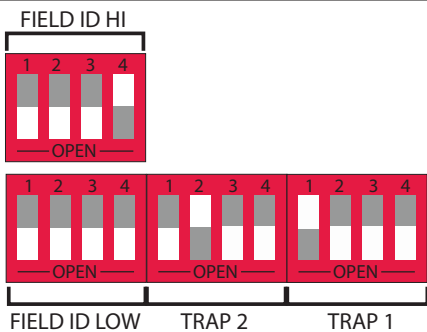 FIELD ID HI
1 2 3 4
OPEN
1 2 3 4 1 2 3 4 1 2 3 4
OPEN OPEN OPEN
FIELD ID LOW TRAP 2 TRAP 1